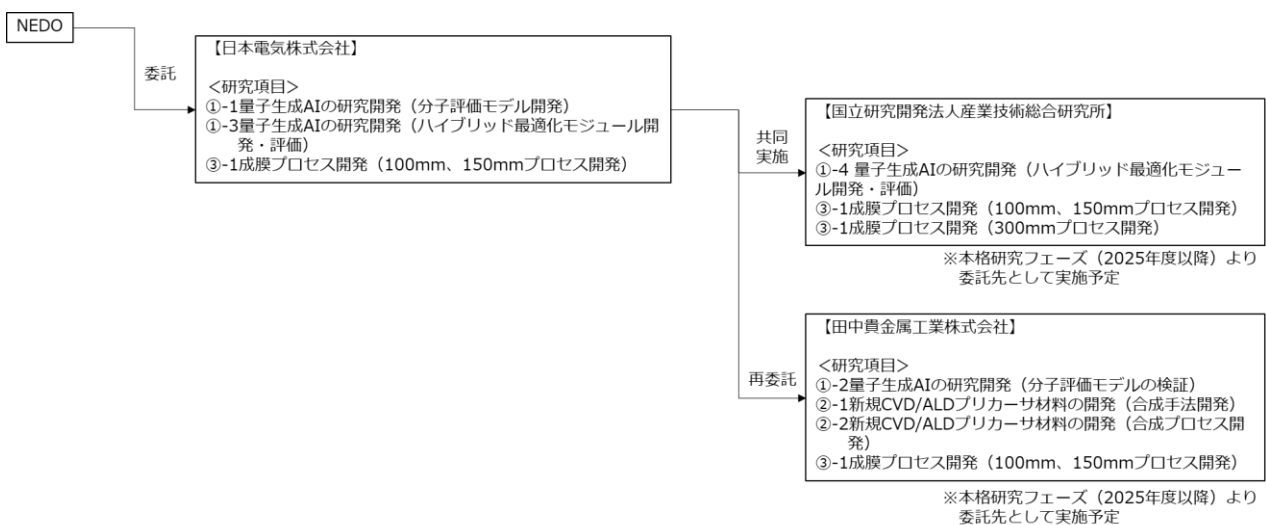 NEDO
委託
【日本電気株式会社】
＜研究項目＞
①-1量子生成AIの研究開発（分子評価モデル開発）
①-3量子生成AIの研究開発（ハイブリッド最適化モジュール開
発・評価）
③-1成膜プロセス開発（100mm、150mmプロセス開発）
共同
実施
【国立研究開発法人産業技術総合研究所】
＜研究項目＞
①-4 量子生成AIの研究開発（ハイブリッド最適化モジュー
ル開発・評価）
③-1成膜プロセス開発（100mm、150mmプロセス開発）
③-1成膜プロセス開発（300mmプロセス開発）
※本格研究フェーズ（2025年度以降）より
委託先として実施予定
再委託
【田中貴金属工業株式会社】
＜研究項目＞
①-2量子生成AIの研究開発（分子評価モデルの検証）
②-1新規CVD/ALDプリカーサ材料の開発（合成手法開発）
②-2新規CVD/ALDプリカーサ材料の開発（合成プロセス開
発）
③-1成膜プロセス開発（100mm、150mmプロセス開発）
※本格研究フェーズ（2025年度以降）より
委託先として実施予定